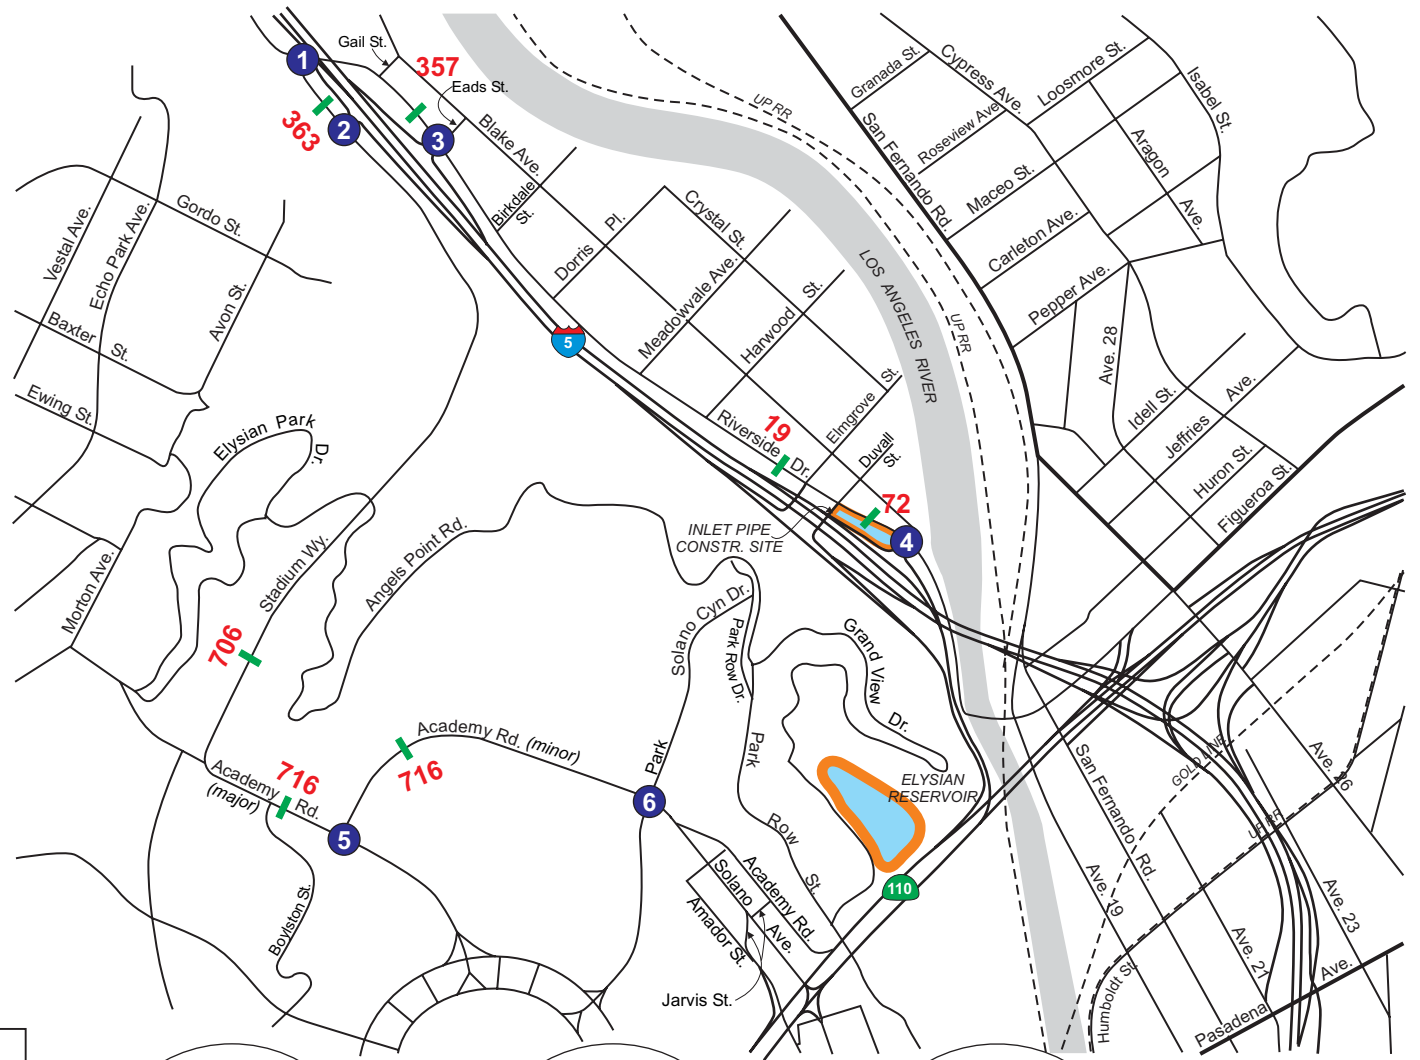 Gail St.
357
Eads St.
1
363
2
3
Blake Ave.
Birkdale
St.
UP RR
Granada St.
Cypress Ave.
Loosmore St.
Isabel St.
San Fernando Rd.
Roseview Ave.
Aragon
Ave.
Maceo St.
Carleton Ave.
Pepper Ave.
Vestal Ave.
Echo Park Ave.
Gordo St.
Avon St.
Baxter
St.
Ewing St.
Dorris
Pl.
Crystal St.
Meadowvale Ave.
Harwood
St.
LOS ANGELES RIVER
UP RR
5
Ave. 28
Idell St.
Jeffries
Ave.
Huron St.
Figueroa St.
Elysian Park
Dr.
Riverside
Dr.
19
Elmgrove
St.
Duvall
St.
72
4
INLET PIPE
CONSTR. SITE
Angels Point Rd.
Stadium Wy.
Morton Ave.
706
Solano Cyn Dr.
Park Row Dr.
Grand View
Dr.
Academy Rd. (minor)
716
Academy
Rd.
(major)
716
5
Park
6
Park
Row
St.
ELYSIAN
RESERVOIR
110
San Fernando
Rd.
GOLD LINE
Ave. 26
UP RR
Boylston St.
Solano
Ave.
Academy Rd.
Amador St.
Jarvis St.
Ave. 19
Ave. 21
Ave. 23
Humboldt St.
Pasadena
Ave.